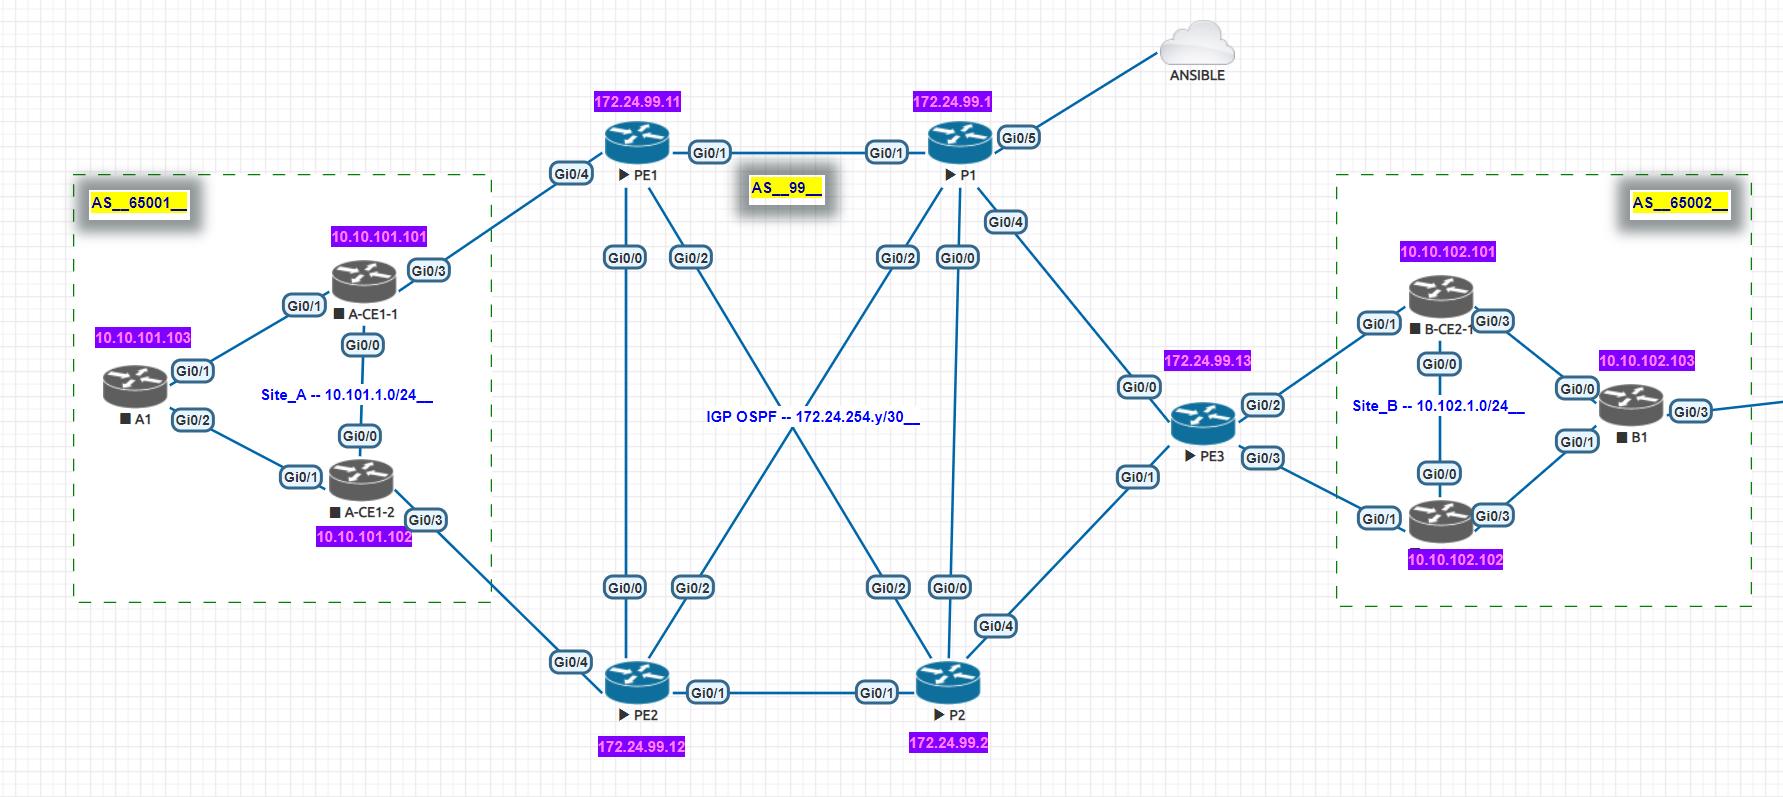 ANSIBLE
172.24.99.11
172.24.99.1
Gi0/5
Gi0/1
Gi0/1
Gi0/4
▶ PE1
▶ P1
AS__99__
AS__65001__
AS__65002__
Gi0/4
10.10.101.101
10.10.102.101
Gi0/0
Gi0/2
Gi0/2
Gi0/0
Gi0/3
Gi0/1
■ A-CE1-1
Gi0/1
Gi0/3
■ B-CE2-1
10.10.101.103
Gi0/0
172.24.99.13
10.10.102.103
Gi0/0
Gi0/1
Gi0/0
Gi0/0
Site_A -- 10.101.1.0/24__
Gi0/2
Site_B -- 10.102.1.0/24__
Gi0/3
IGP OSPF -- 172.24.254.y/30__
■ A1
Gi0/2
Gi0/0
■ B1
Gi0/1
▶ PE3
Gi0/3
Gi0/1
Gi0/1
Gi0/0
■ A-CE1-2
Gi0/3
Gi0/1
Gi0/3
10.10.101.102
10.10.102.102
Gi0/0
Gi0/2
Gi0/2
Gi0/0
Gi0/4
Gi0/4
Gi0/1
Gi0/1
▶ PE2
▶ P2
172.24.99.12
172.24.99.2